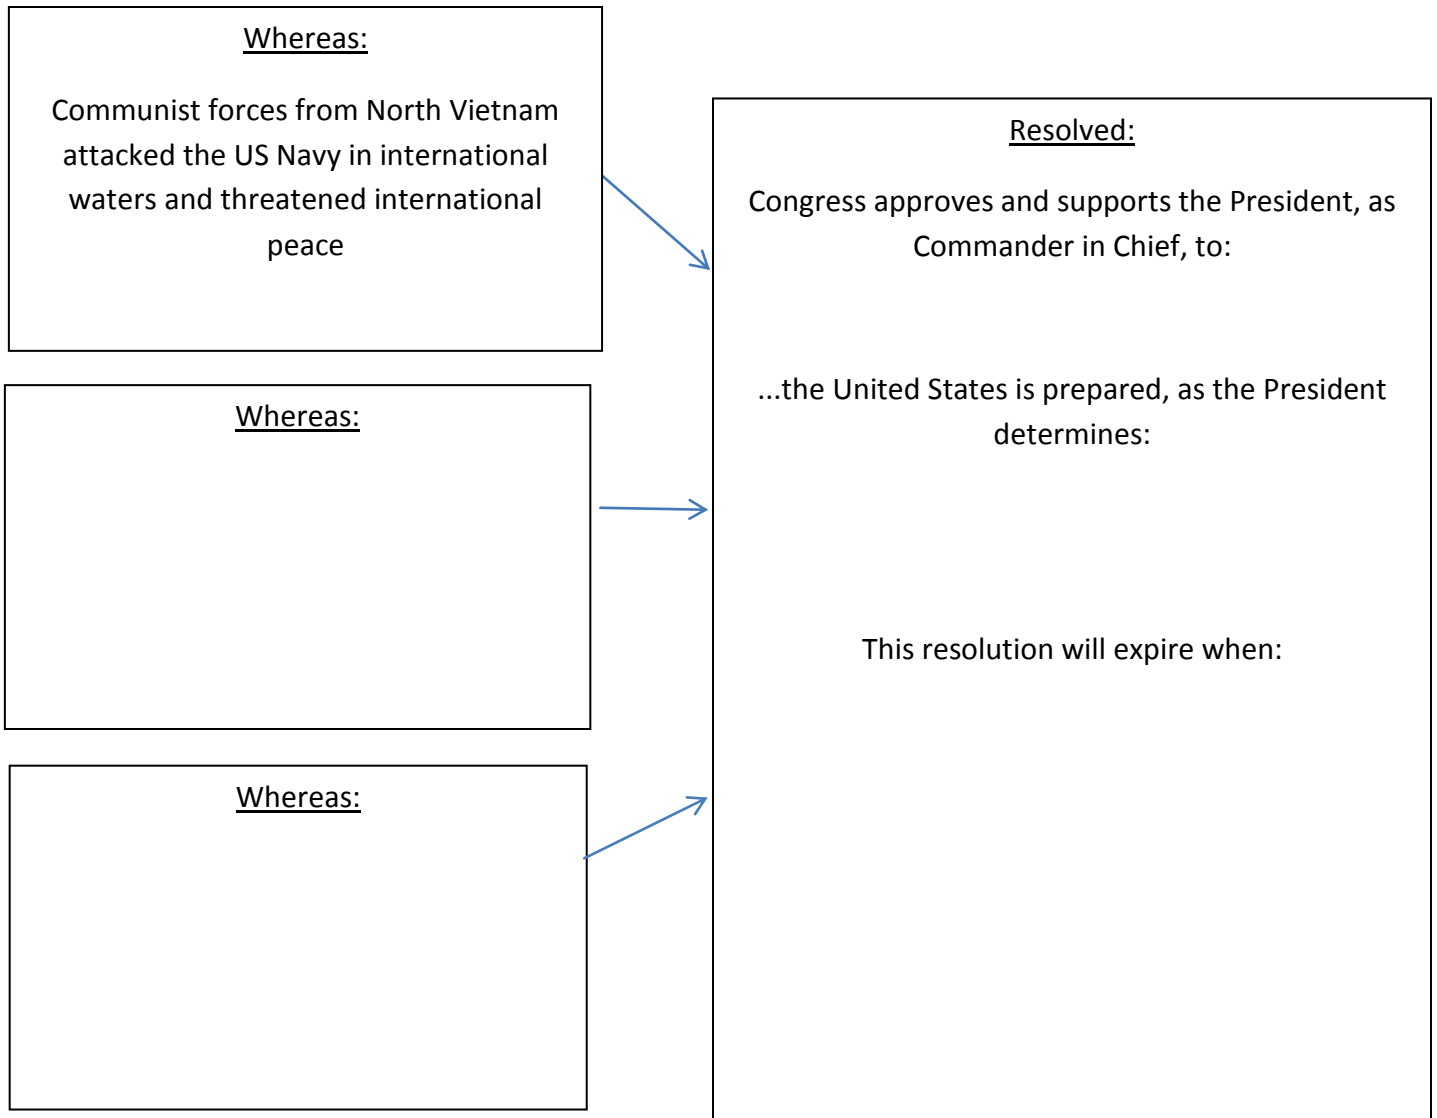 Whereas:
Communist forces from North Vietnam
attacked the US Navy in international
waters and threatened international
peace
Whereas:
Whereas:
Resolved:
Congress approves and supports the President, as
Commander in Chief, to:
...the United States is prepared, as the President
determines:
This resolution will expire when: